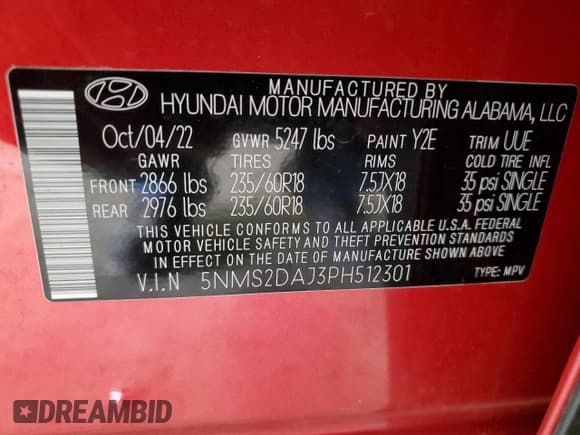 MANUFACTURED BY
HYUNDAI MOTOR MANUFACTURING ALABAMA, LLC
Oct/04/22 GVWR 5247 lbs PAINT Y2E TRIM UUE
GAWR TIRES RIMS COLD TIRE INFL
FRONT 2866 lbs 235/60R18 7.5JX18 35 psi SINGLE
REAR 2976 lbs 235/60R18 7.5JX18 35 psi SINGLE
THIS VEHICLE CONFORMS TO ALL APPLICABLE U.S.A. FEDERAL
MOTOR VEHICLE SAFETY AND THEFT PREVENTION STANDARDS
IN EFFECT ON THE DATE OF MANUFACTURE SHOWN ABOVE.
V.I.N 5NMS2DAJ3PH512301 TYPE: MPV
DREAMBID